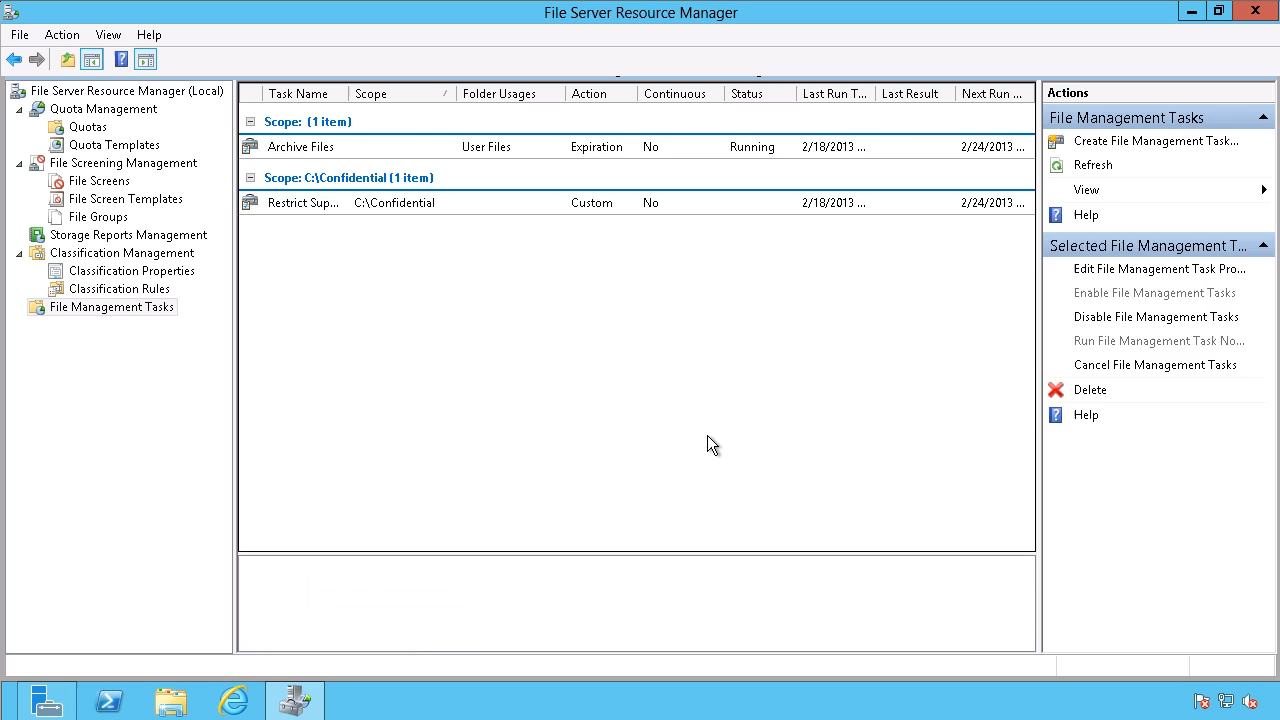 File Server Resource Manager
File Action View Help
File Server Resource Manager (Local)
Quota Management
Quotas
Quota Templates
File Screening Management
File Screens
File Screen Templates
File Groups
Storage Reports Management
Classification Management
Classification Properties
Classification Rules
File Management Tasks
Task Name Scope Folder Usages Action Continuous Status Last Run T... Last Result Next Run ...
Scope: (1 item)
Archive Files User Files Expiration No Running 2/18/2013 ... 2/24/2013 ...
Scope: C:\Confidential (1 item)
Restrict Sup... C:\Confidential Custom No 2/18/2013 ... 2/24/2013 ...
Actions
File Management Tasks
Create File Management Task...
Refresh
View
Help
Selected File Management T...
Edit File Management Task Pro...
Enable File Management Tasks
Disable File Management Tasks
Run File Management Task No...
Cancel File Management Tasks
Delete
Help